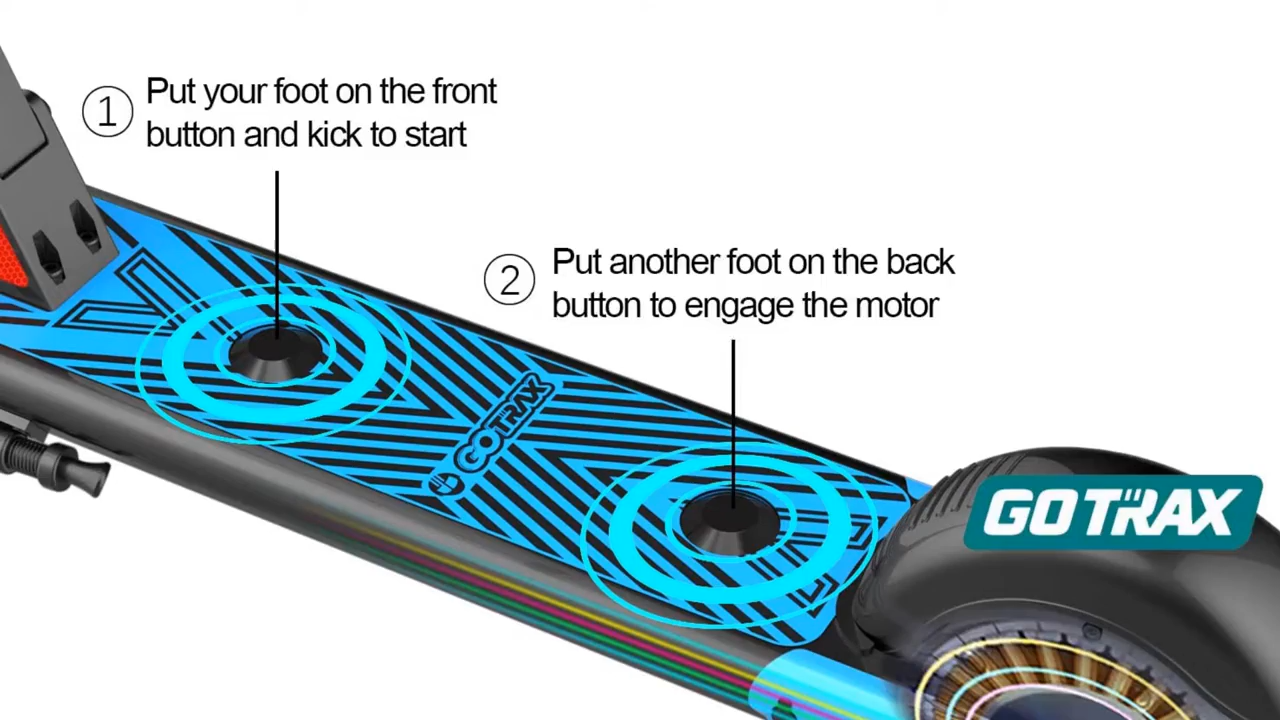 1 Put your foot on the front
button and kick to start
2 Put another foot on the back
button to engage the motor
GOTRAX
GOTRAX